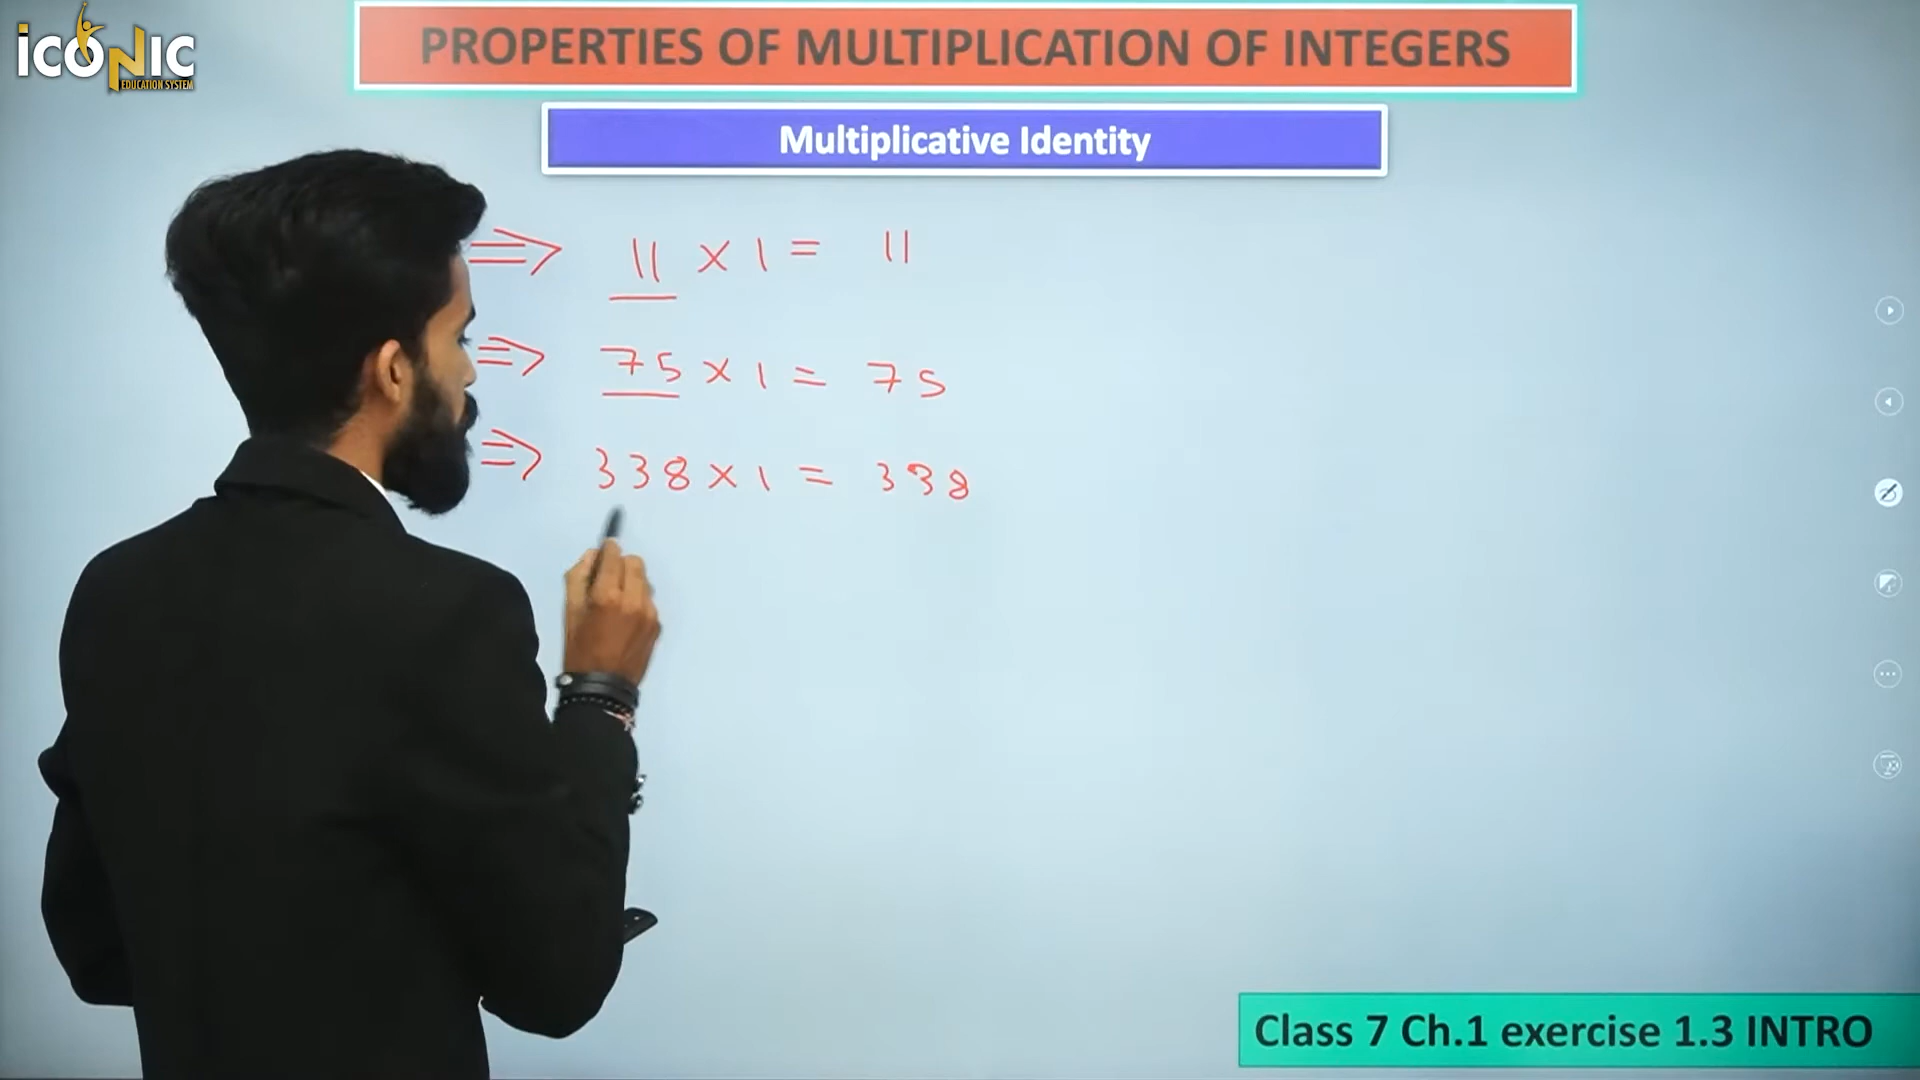 ICONIC
EDUCATION SYSTEM
PROPERTIES OF MULTIPLICATION OF INTEGERS
Multiplicative Identity
⇒ 11 × 1 = 11
⇒ 75 × 1 = 75
⇒ 338 × 1 = 338
Class 7 Ch.1 exercise 1.3 INTRO